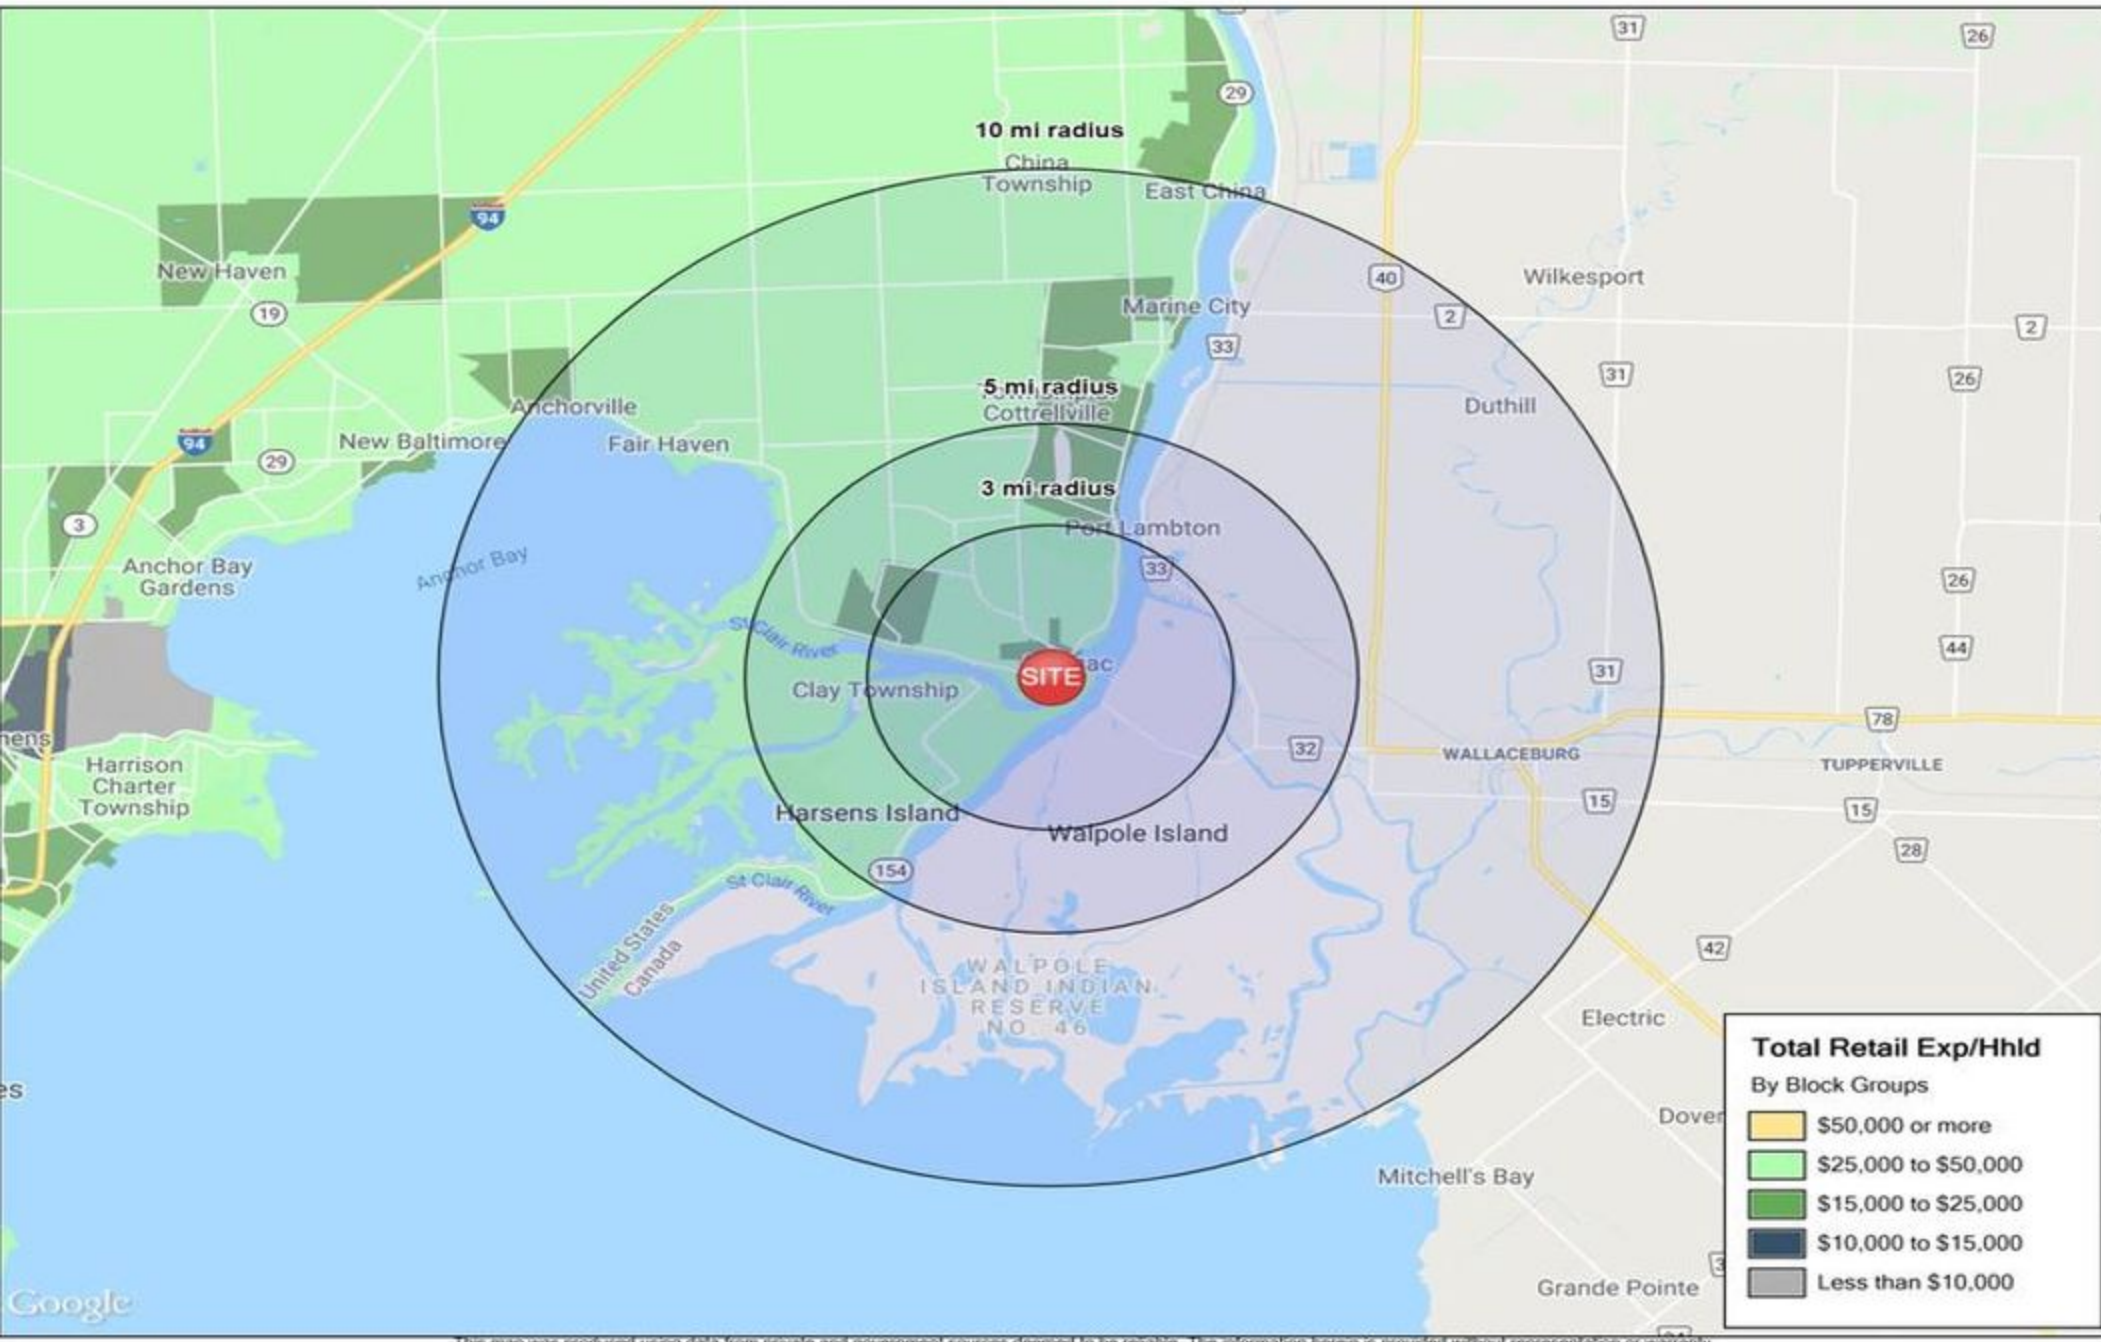 31
26
29
10 mi radius
China
Township
East China
94
New Haven
40
Wilkesport
19
Marine City
2
2
33
31
26
5 mi radius
Cottrellville
Anchorville
Duthill
94
New Baltimore
Fair Haven
29
3 mi radius
3
Port Lambton
Anchor Bay
Anchor Bay
Gardens
33
26
St Clair River
44
SITE
ac
31
Clay Township
78
nens
32
WALLACEBURG
TUPPERVILLE
Harrison
Charter
Township
15
15
Harsens Island
Walpole Island
28
154
St Clair River
United States
Canada
42
WALPOLE
ISLAND INDIAN
RESERVE
NO. 46
Electric
es
Dover
Mitchell's Bay
Grande Pointe
3
Total Retail Exp/Hhld
By Block Groups
$50,000 or more
$25,000 to $50,000
$15,000 to $25,000
$10,000 to $15,000
Less than $10,000
Google